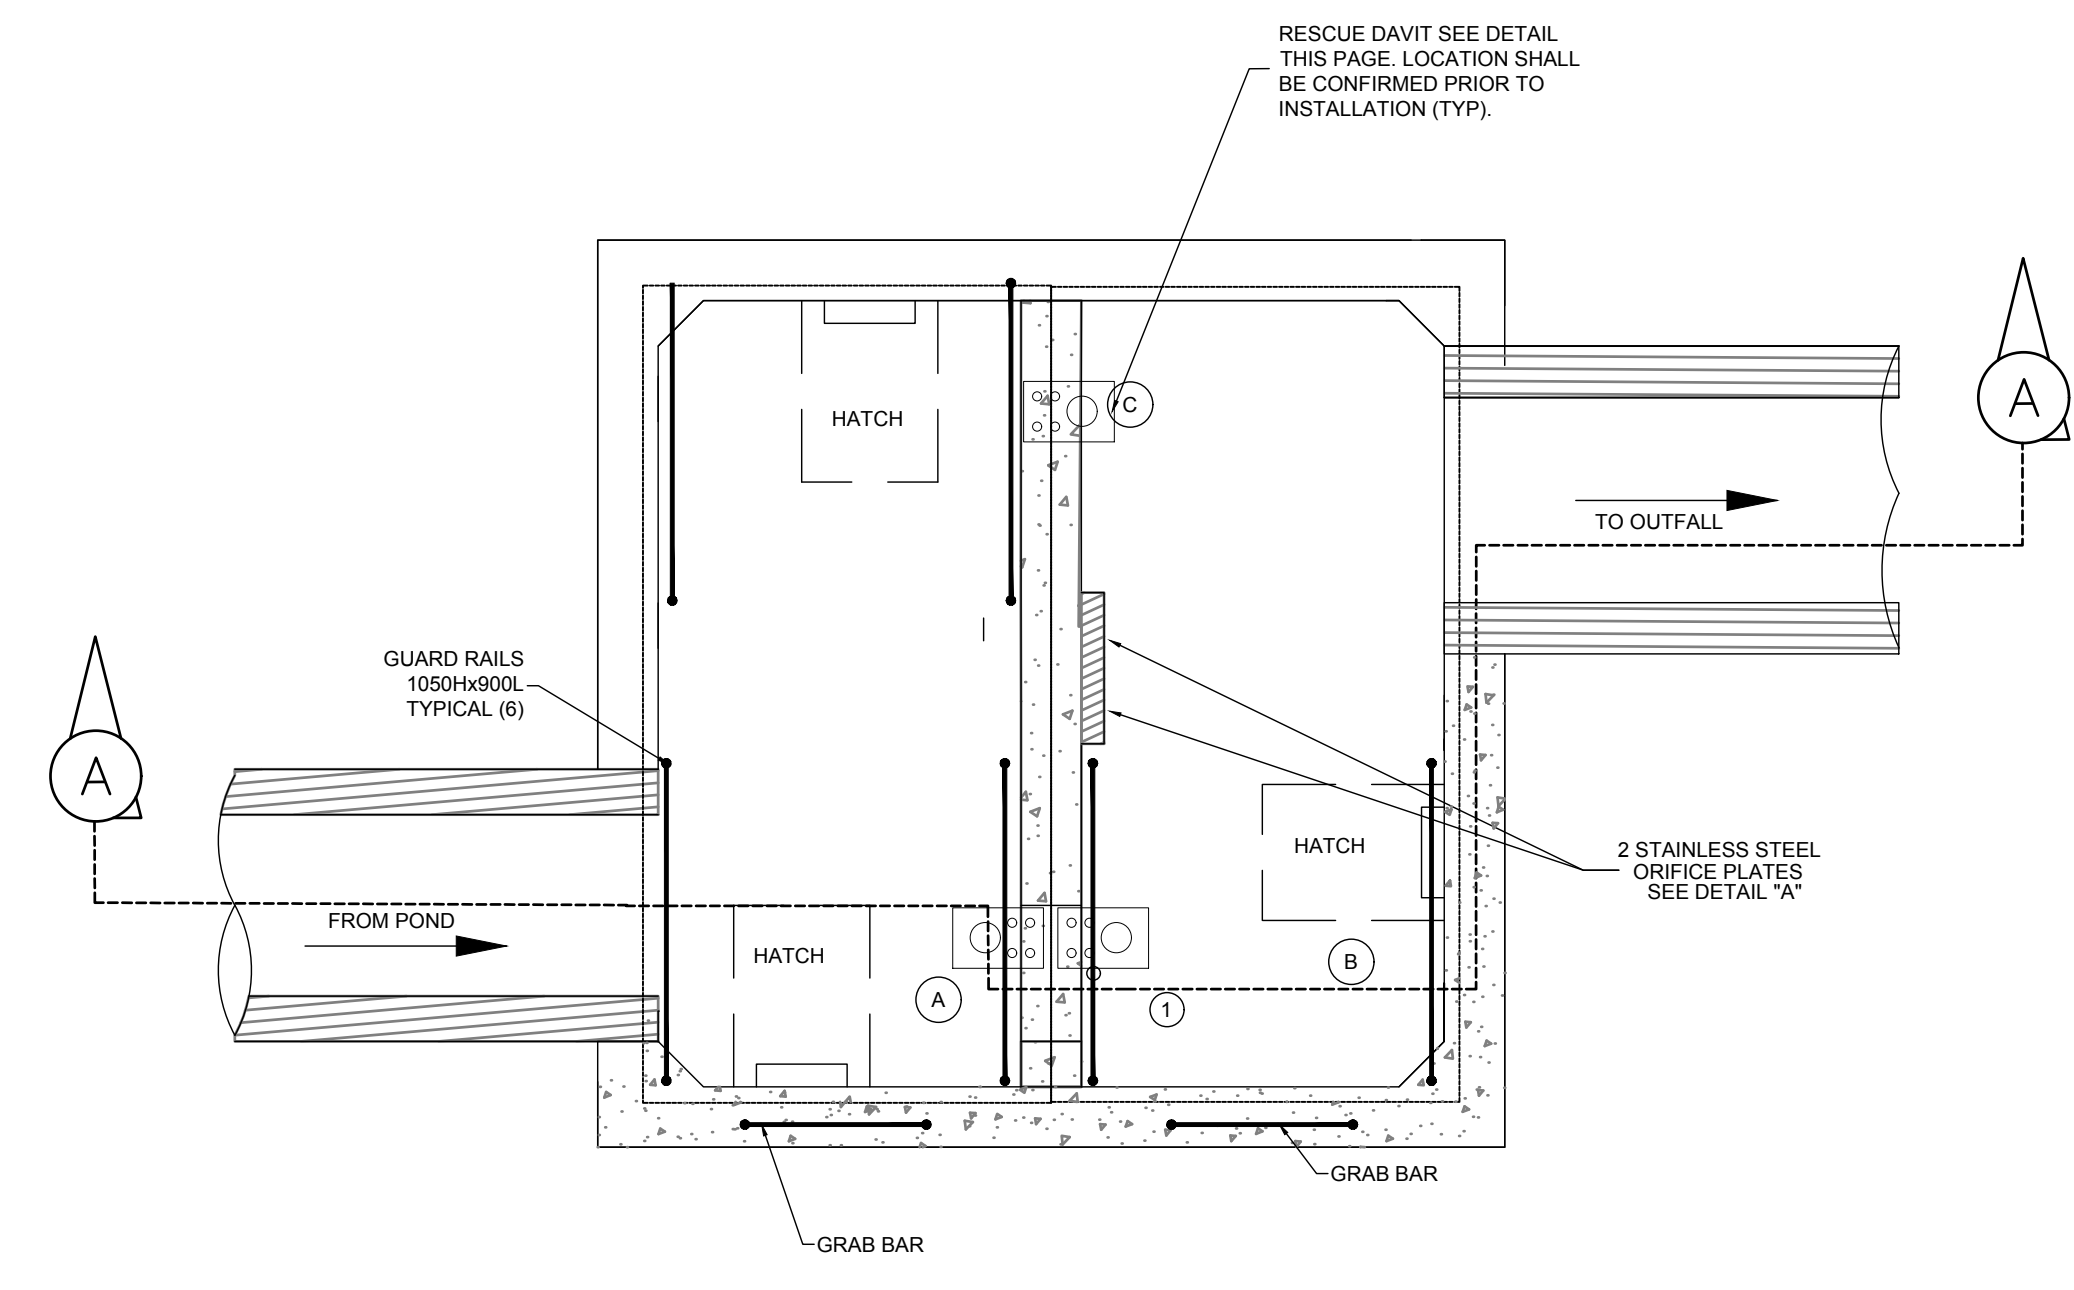 RESCUE DAVIT SEE DETAIL
THIS PAGE. LOCATION SHALL
BE CONFIRMED PRIOR TO
INSTALLATION (TYP).
A
C
HATCH
TO OUTFALL
GUARD RAILS
1050Hx900L
TYPICAL (6)
A
HATCH
2 STAINLESS STEEL
ORIFICE PLATES
SEE DETAIL "A"
FROM POND
HATCH
B
A
1
GRAB BAR
GRAB BAR